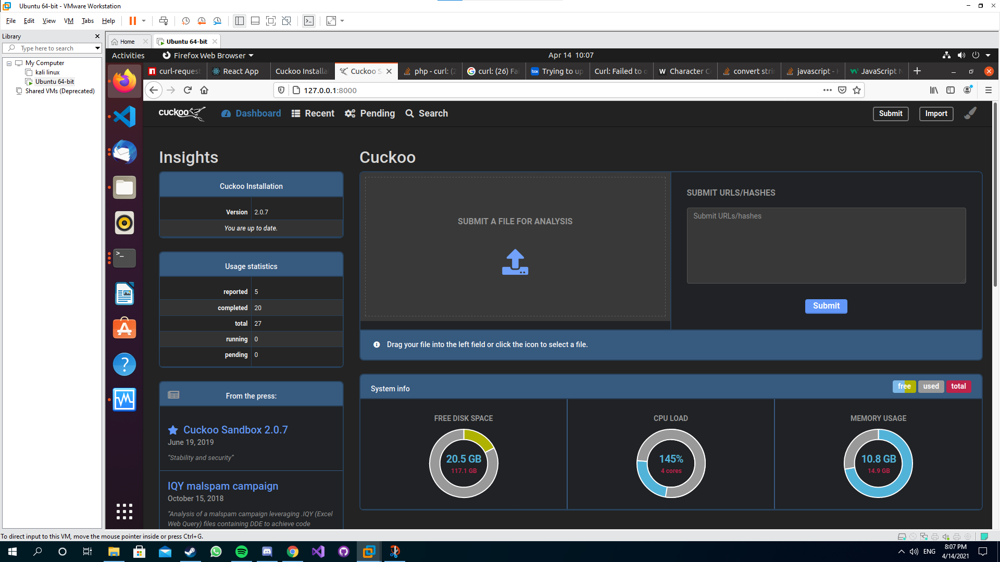 Ubuntu 64-bit - VMware Workstation
File Edit View VM Tabs Help
Library
Type here to search
My Computer
kali linux
Ubuntu 64-bit
Shared VMs (Deprecated)
Home
Ubuntu 64-bit
Activities
Firefox Web Browser
Apr 14 10:07
curl-request
React App
Cuckoo Installa
Cuckoo S
php - curl: (2
curl: (26) Fai
Trying to up
Curl: Failed to o
Character C
convert stri
javascript - H
JavaScript N
127.0.0.1:8000
cuckoo
Dashboard
Recent
Pending
Search
Submit
Import
Insights
Cuckoo Installation
Version 2.0.7
You are up to date.
Usage statistics
reported 5
completed 20
total 27
running 0
pending 0
From the press:
Cuckoo Sandbox 2.0.7
June 19, 2019
“Stability and security”
IQY malspam campaign
October 15, 2018
“Analysis of a malspam campaign leveraging .IQY (Excel
Web Query) files containing DDE to achieve code
Cuckoo
SUBMIT A FILE FOR ANALYSIS
SUBMIT URLS/HASHES
Submit URLs/hashes
Submit
Drag your file into the left field or click the icon to select a file.
System info
free used total
FREE DISK SPACE
20.5 GB
117.1 GB
CPU LOAD
145%
4 cores
MEMORY USAGE
10.8 GB
14.9 GB
To direct input to this VM, move the mouse pointer inside or press Ctrl+G.
ENG
8:07 PM
4/14/2021